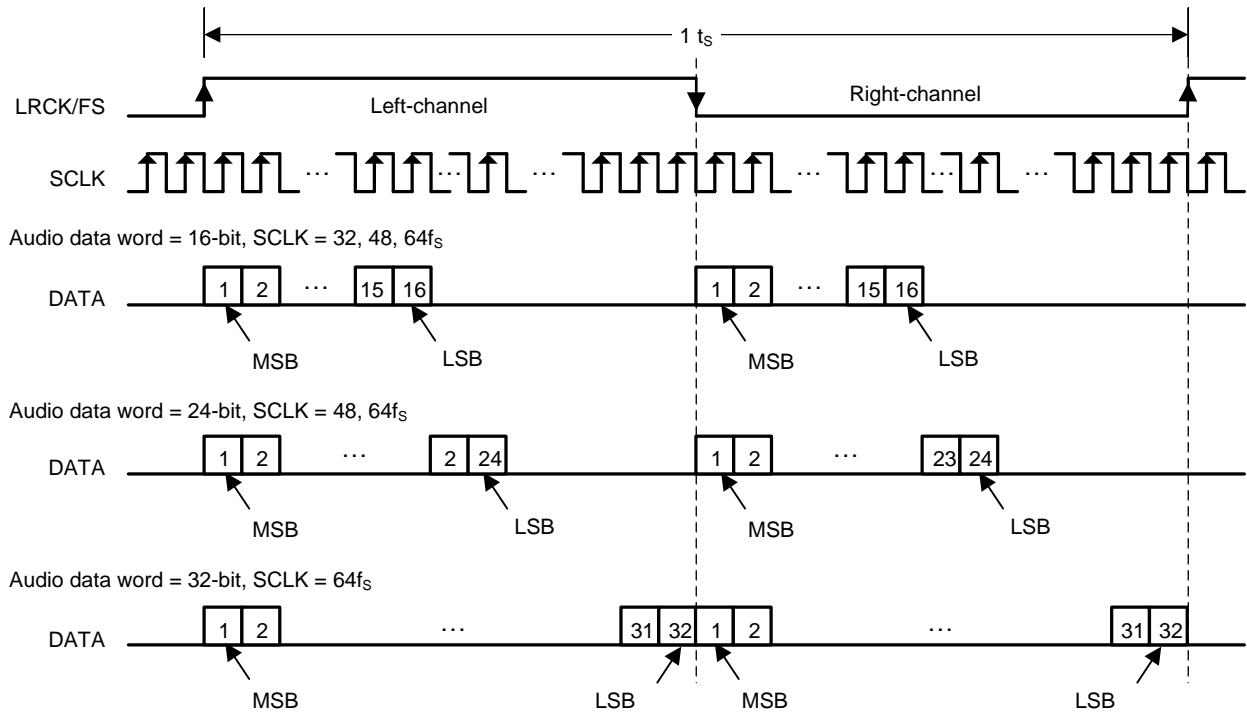 1 tS
LRCK/FS
Left-channel
Right-channel
SCLK
... ... ... ... ... ...
Audio data word = 16-bit, SCLK = 32, 48, 64fS
DATA
1 2 ... 15 16 1 2 ... 15 16
MSB LSB MSB LSB
Audio data word = 24-bit, SCLK = 48, 64fS
DATA
1 2 ... 2 24 1 2 ... 23 24
MSB LSB MSB LSB
Audio data word = 32-bit, SCLK = 64fS
DATA
1 2 ... 31 32 1 2 ... 31 32
MSB LSB MSB LSB